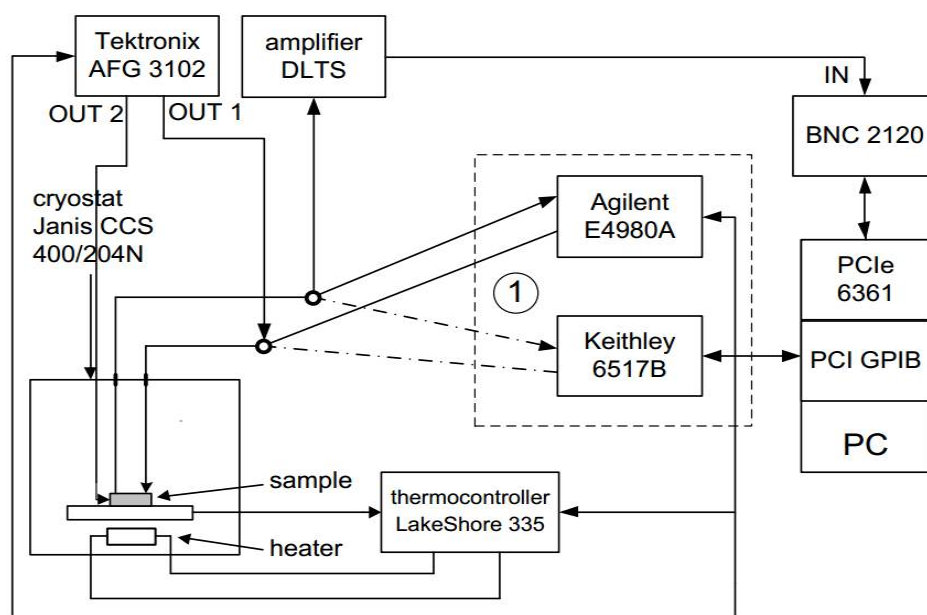 Tektronix
AFG 3102
amplifier
DLTS
IN
OUT 2
OUT 1
BNC 2120
cryostat
Janis CCS
400/204N
Agilent
E4980A
PCIe
6361
1
Keithley
6517B
PCI GPIB
PC
sample
thermocontroller
LakeShore 335
heater